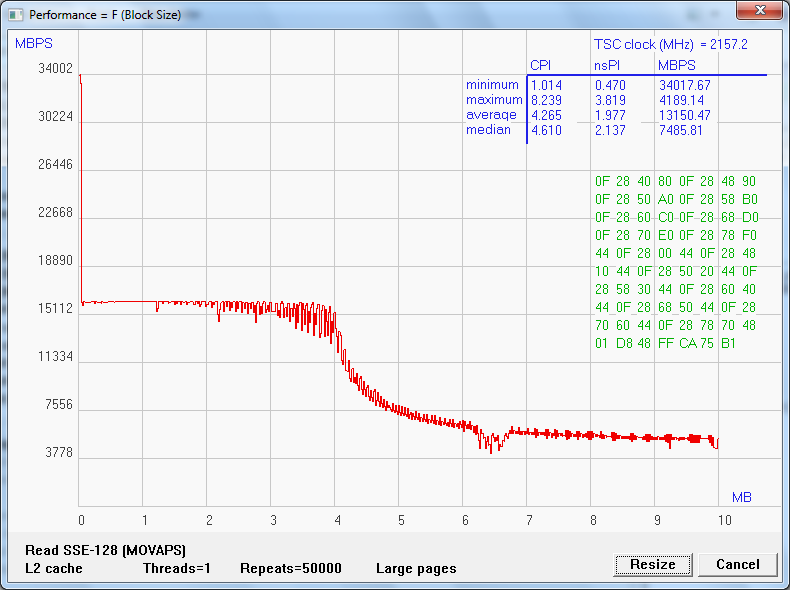 Performance = F (Block Size)
MBPS
TSC clock (MHz) = 2157.2
CPI nsPI MBPS
minimum 1.014 0.470 34017.67
maximum 8.239 3.819 4189.14
average 4.265 1.977 13150.47
median 4.610 2.137 7485.81
34002
30224
26446
22668
18890
15112
11334
7556
3778
0F 28 40 80 0F 28 48 90
0F 28 50 A0 0F 28 58 B0
0F 28 60 C0 0F 28 68 D0
0F 28 70 E0 0F 28 78 F0
44 0F 28 00 44 0F 28 48
10 44 0F 28 50 20 44 0F
28 58 30 44 0F 28 60 40
44 0F 28 68 50 44 0F 28
70 60 44 0F 28 78 70 48
01 D8 48 FF CA 75 B1
MB
0 1 2 3 4 5 6 7 8 9 10
Read SSE-128 (MOVAPS)
L2 cache Threads=1 Repeats=50000 Large pages
Resize Cancel